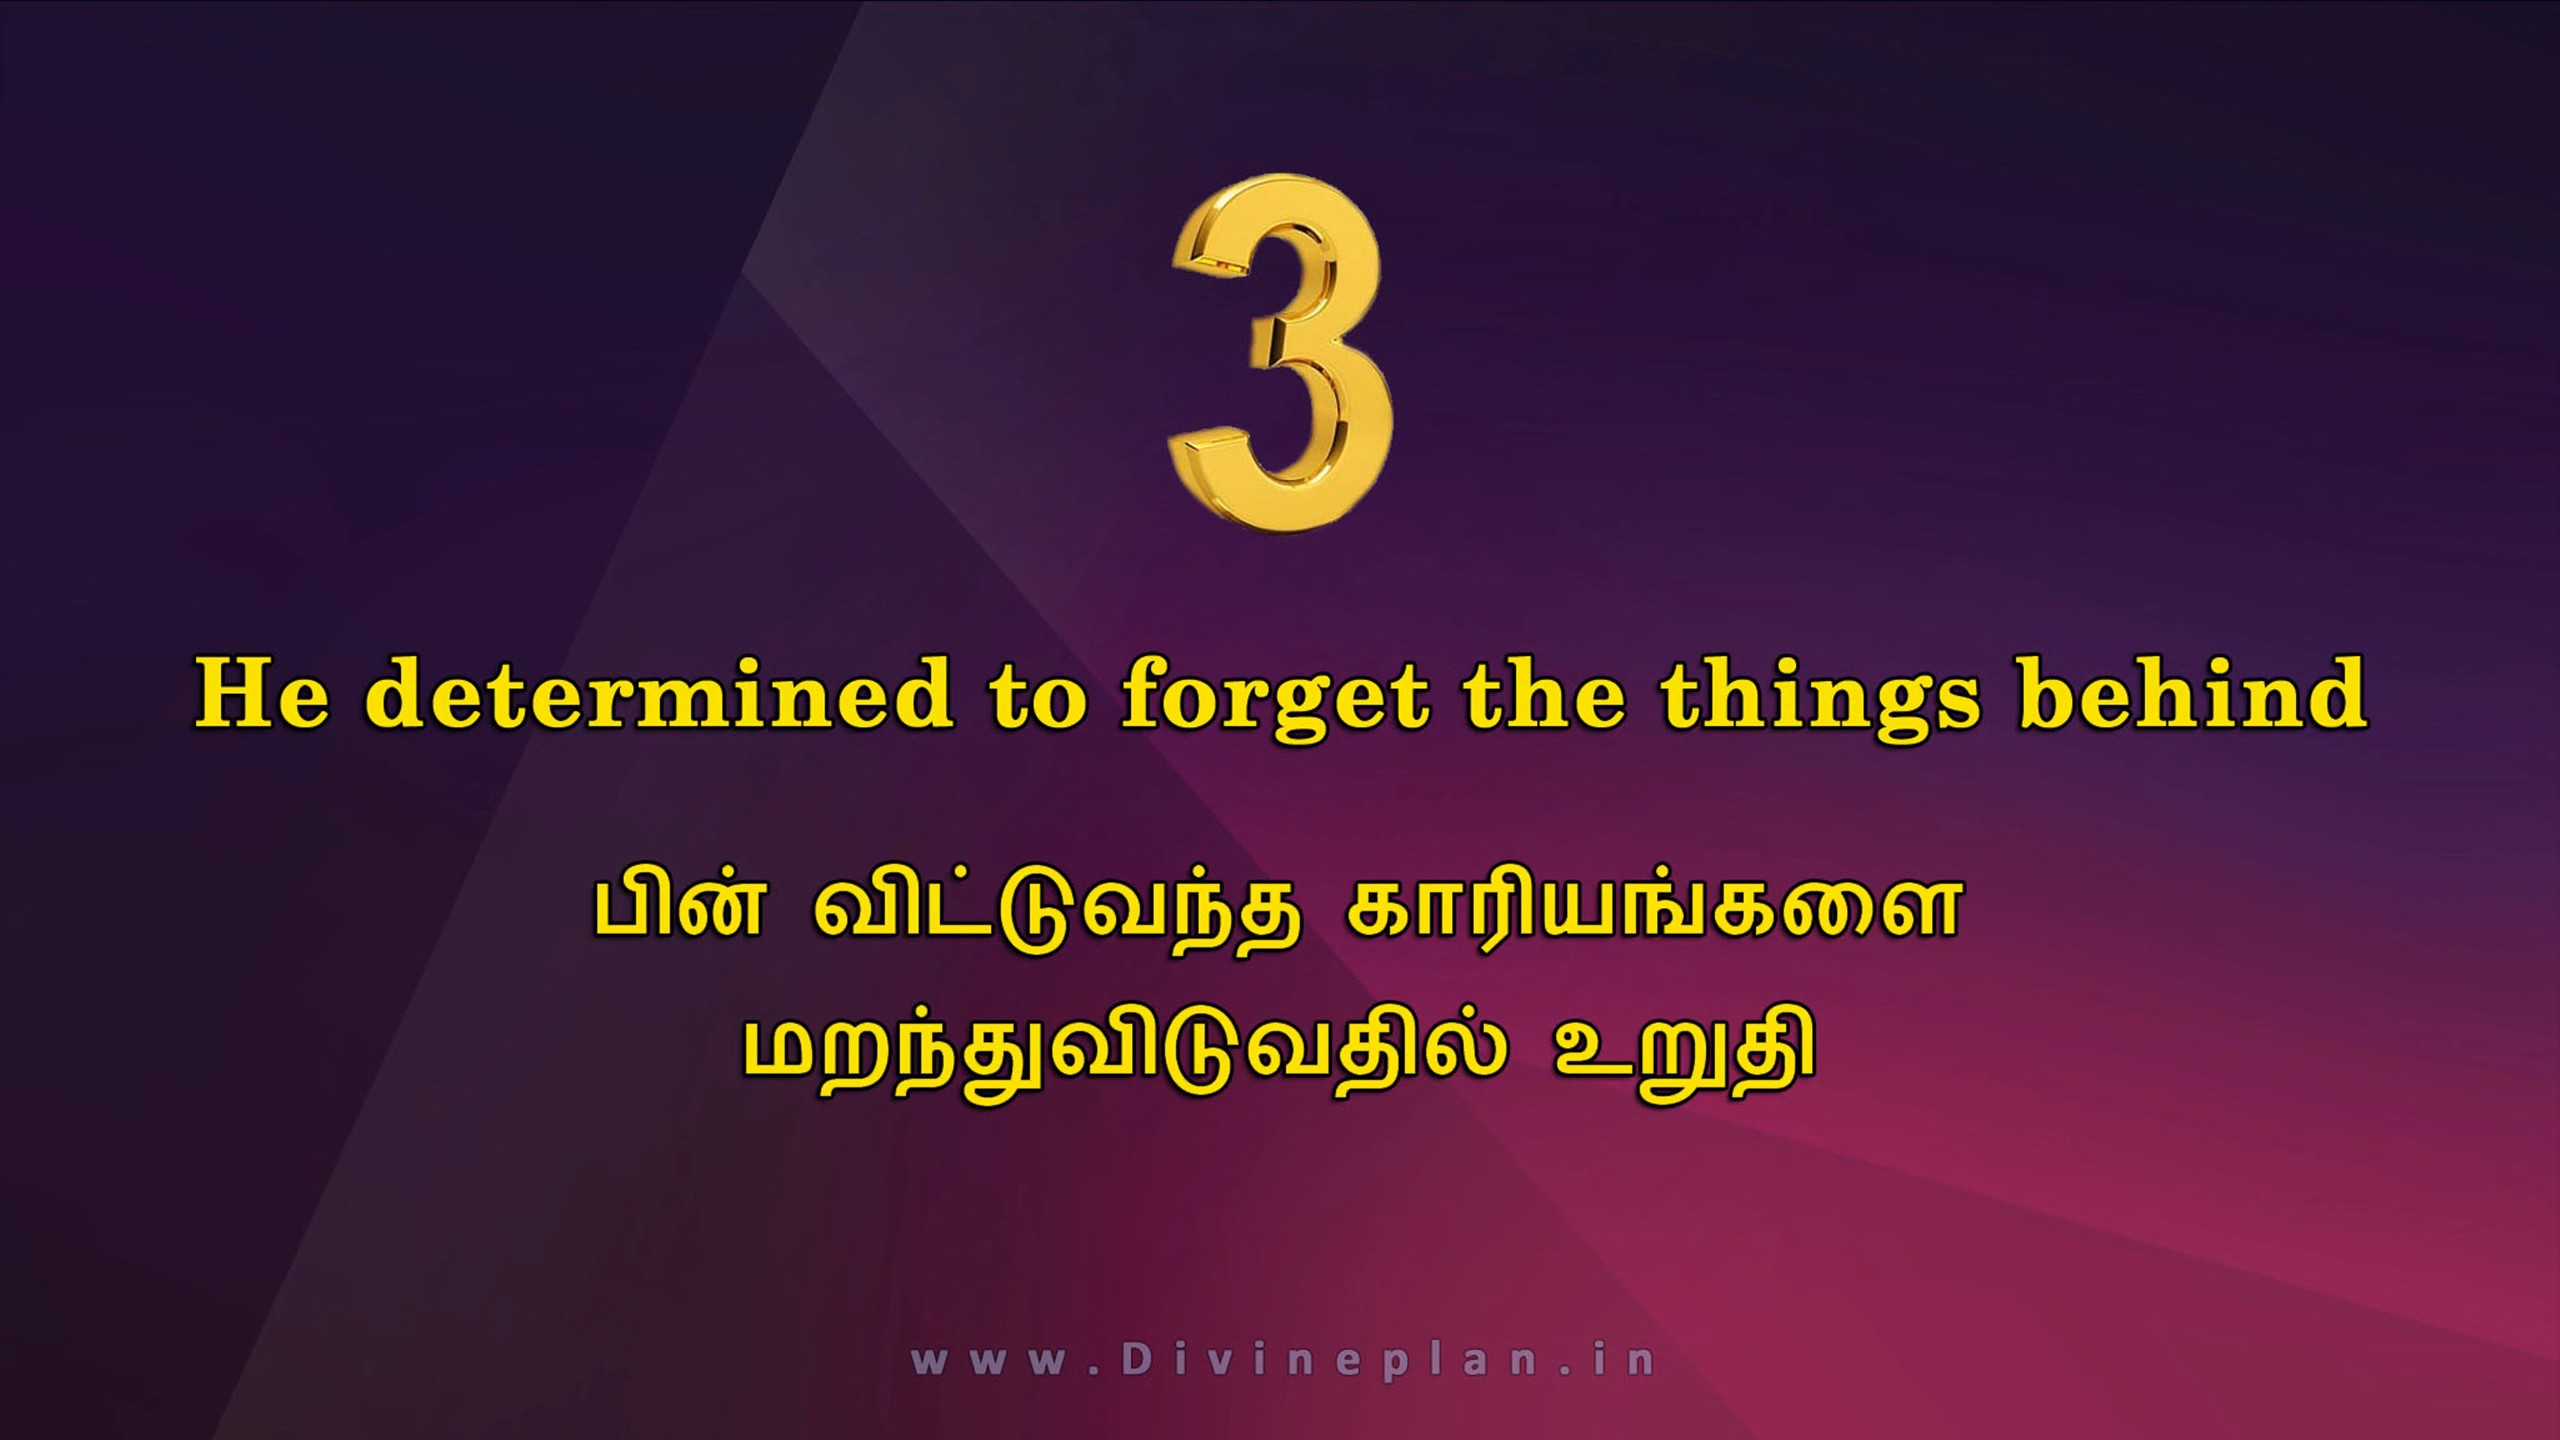 3
He determined to forget the things behind
பின் விட்டுவந்த காரியங்களை
மறந்துவிடுவதில் உறுதி
www.Divineplan.in